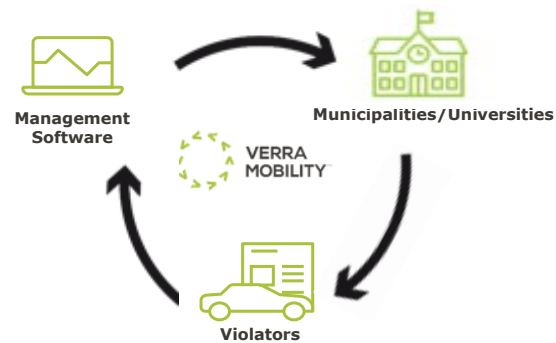 Management
Software
Municipalities/Universities
VERRA
MOBILITY
Violators